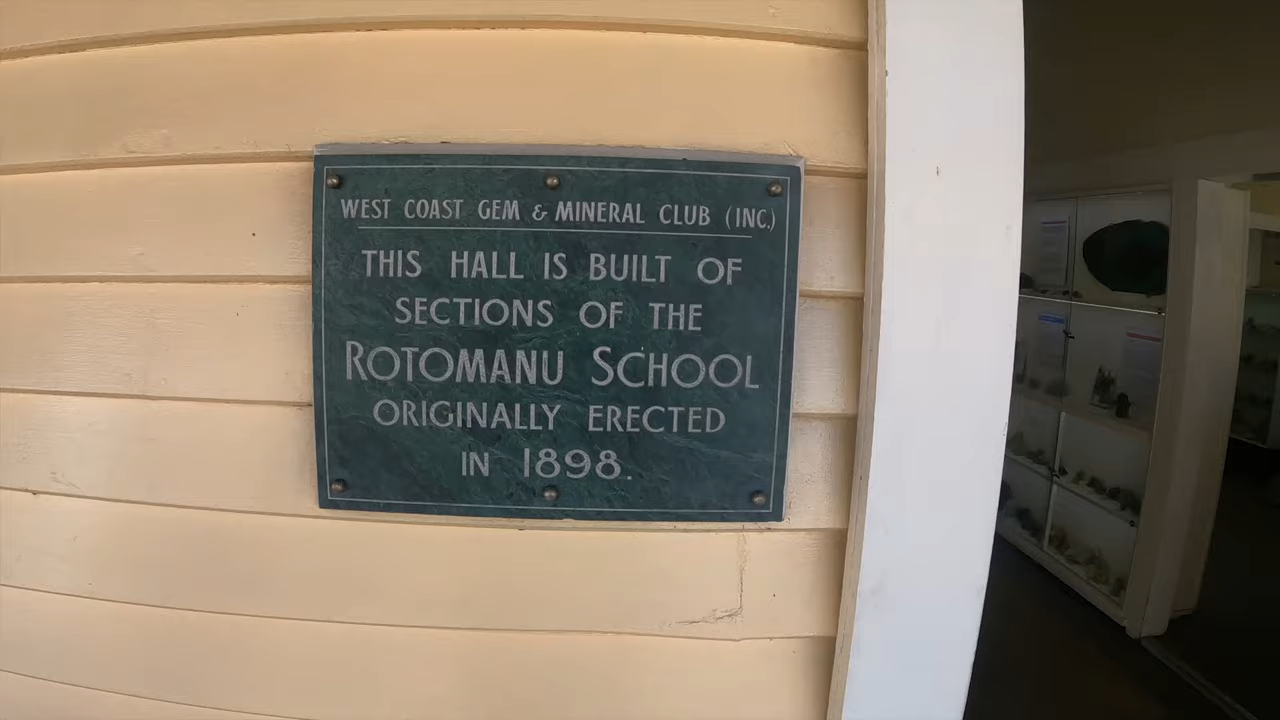 WEST COAST GEM & MINERAL CLUB (INC.)
THIS HALL IS BUILT OF
SECTIONS OF THE
ROTOMANU SCHOOL
ORIGINALLY ERECTED
IN 1898.